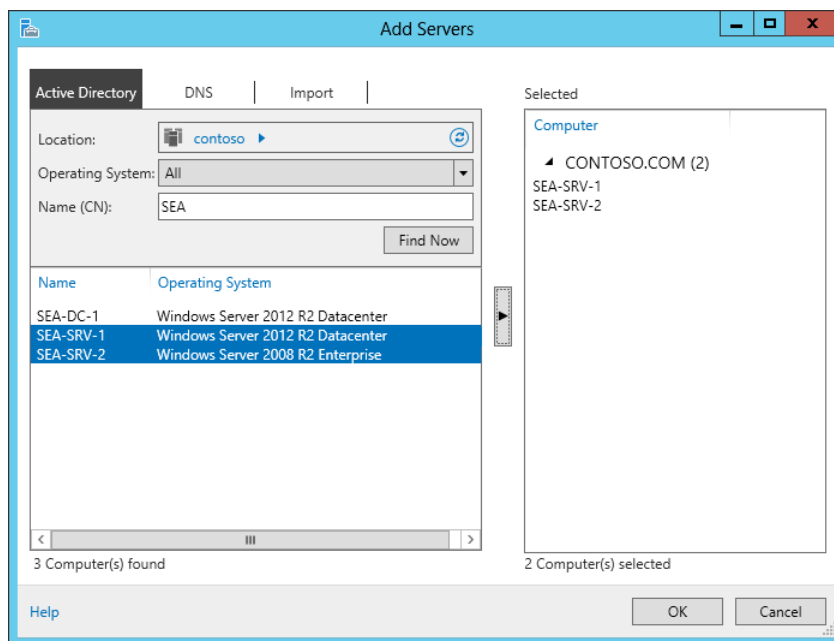 Add Servers
Active Directory DNS Import
Location: contoso
Operating System: All
Name (CN): SEA
Find Now
Name Operating System
SEA-DC-1 Windows Server 2012 R2 Datacenter
SEA-SRV-1 Windows Server 2012 R2 Datacenter
SEA-SRV-2 Windows Server 2008 R2 Enterprise
3 Computer(s) found
Selected
Computer
CONTOSO.COM (2)
SEA-SRV-1
SEA-SRV-2
2 Computer(s) selected
Help OK Cancel